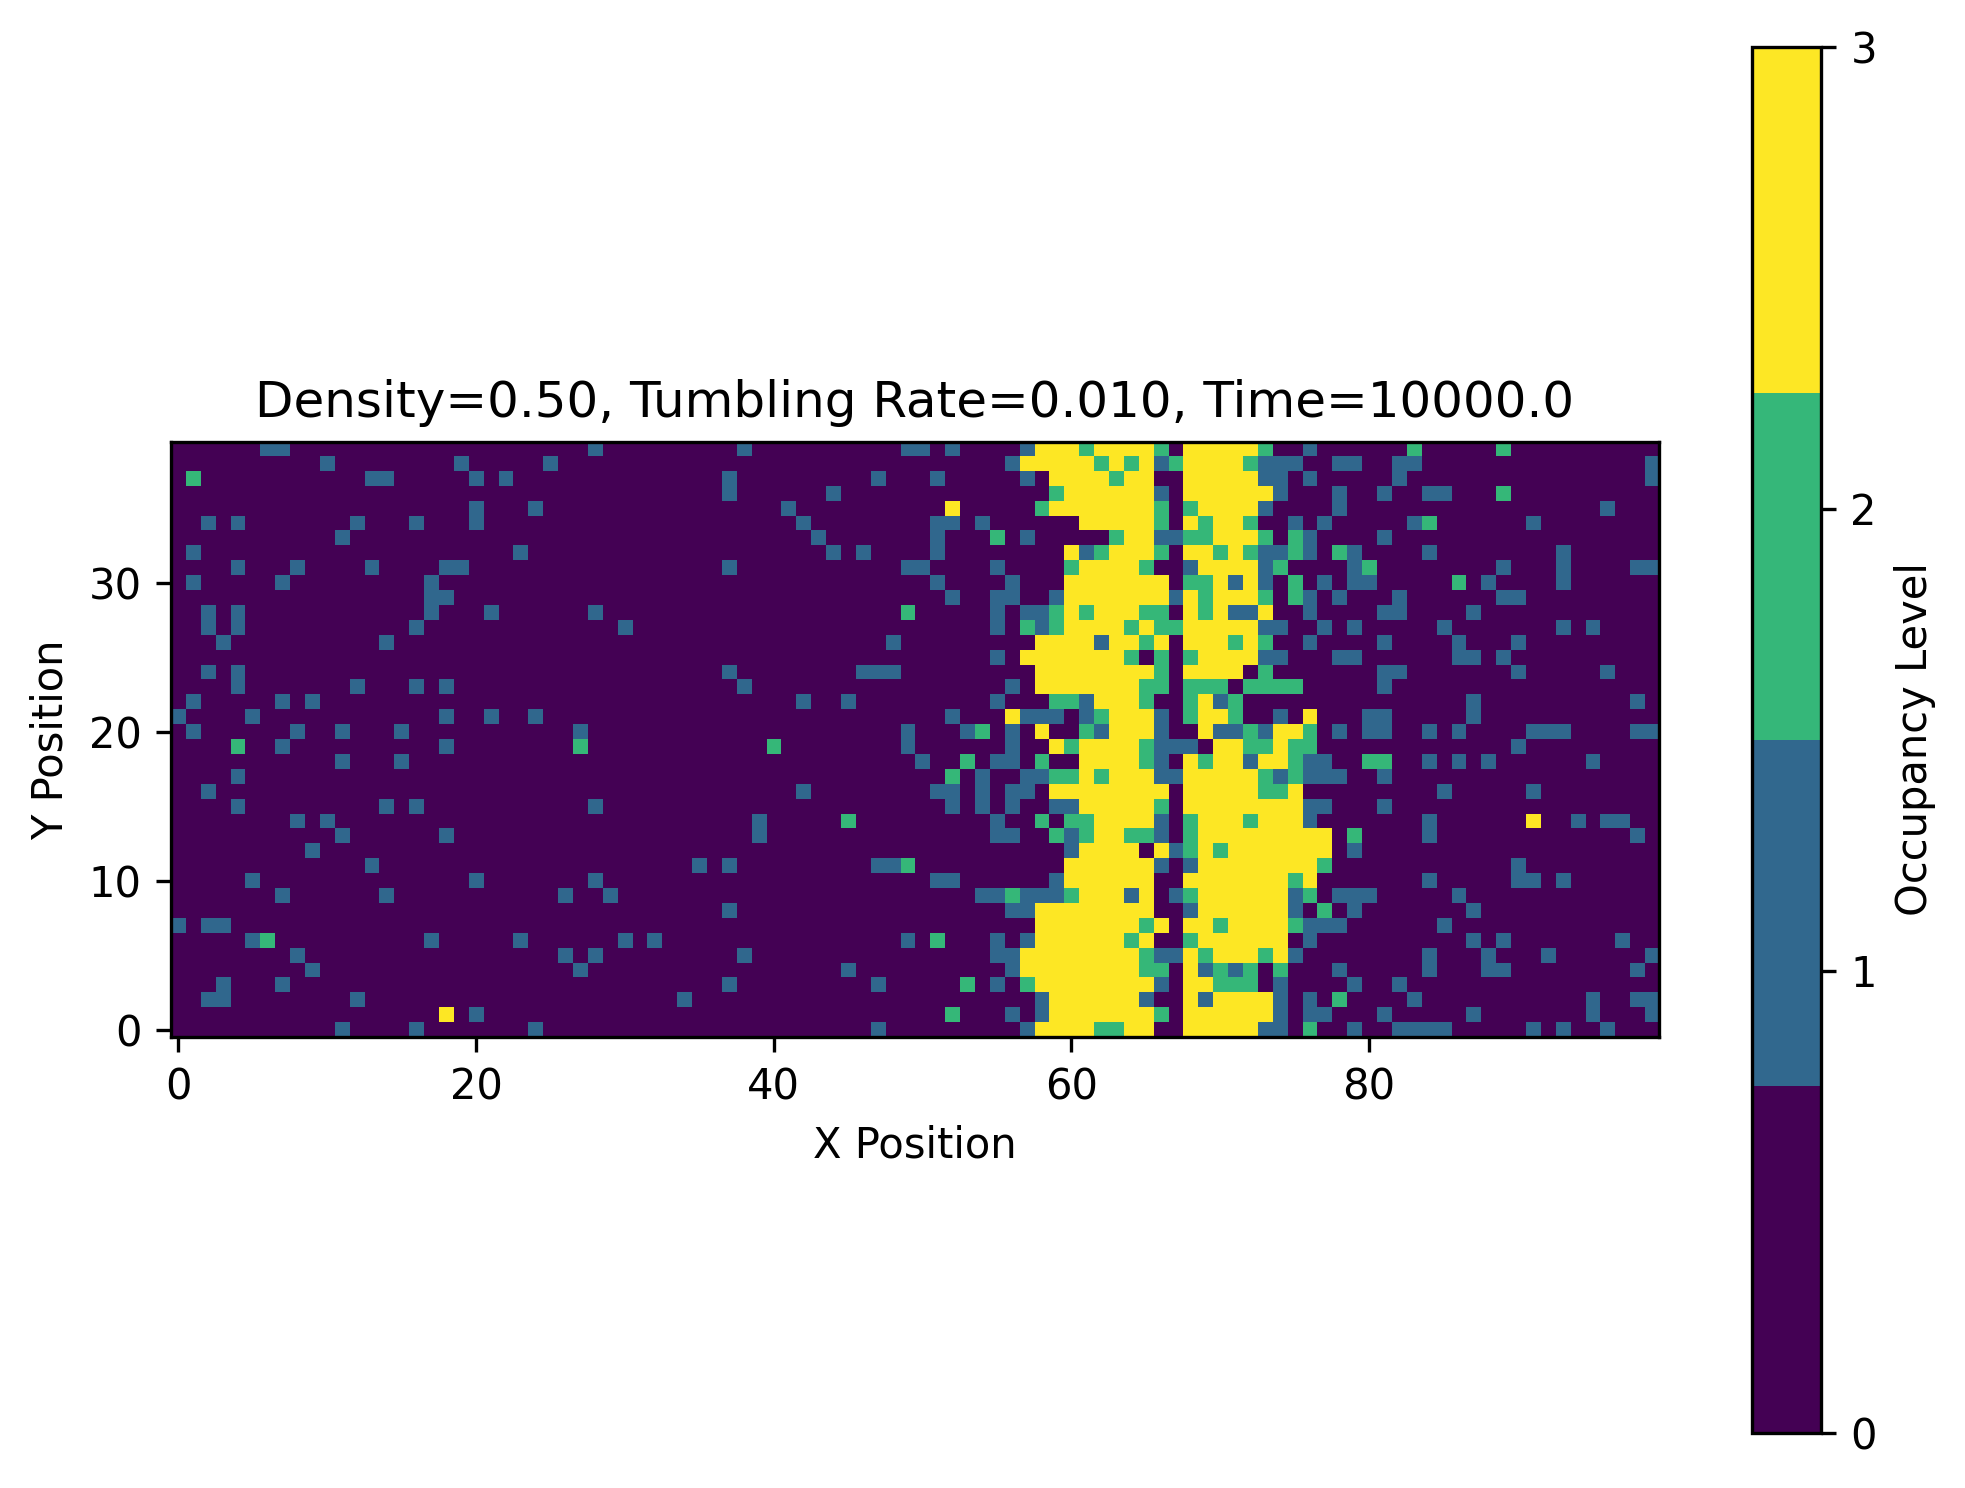 Density=0.50, Tumbling Rate=0.010, Time=10000.0
Y Position
30
20
10
0
0 20 40 60 80
X Position
3
2
1
0
Occupancy Level